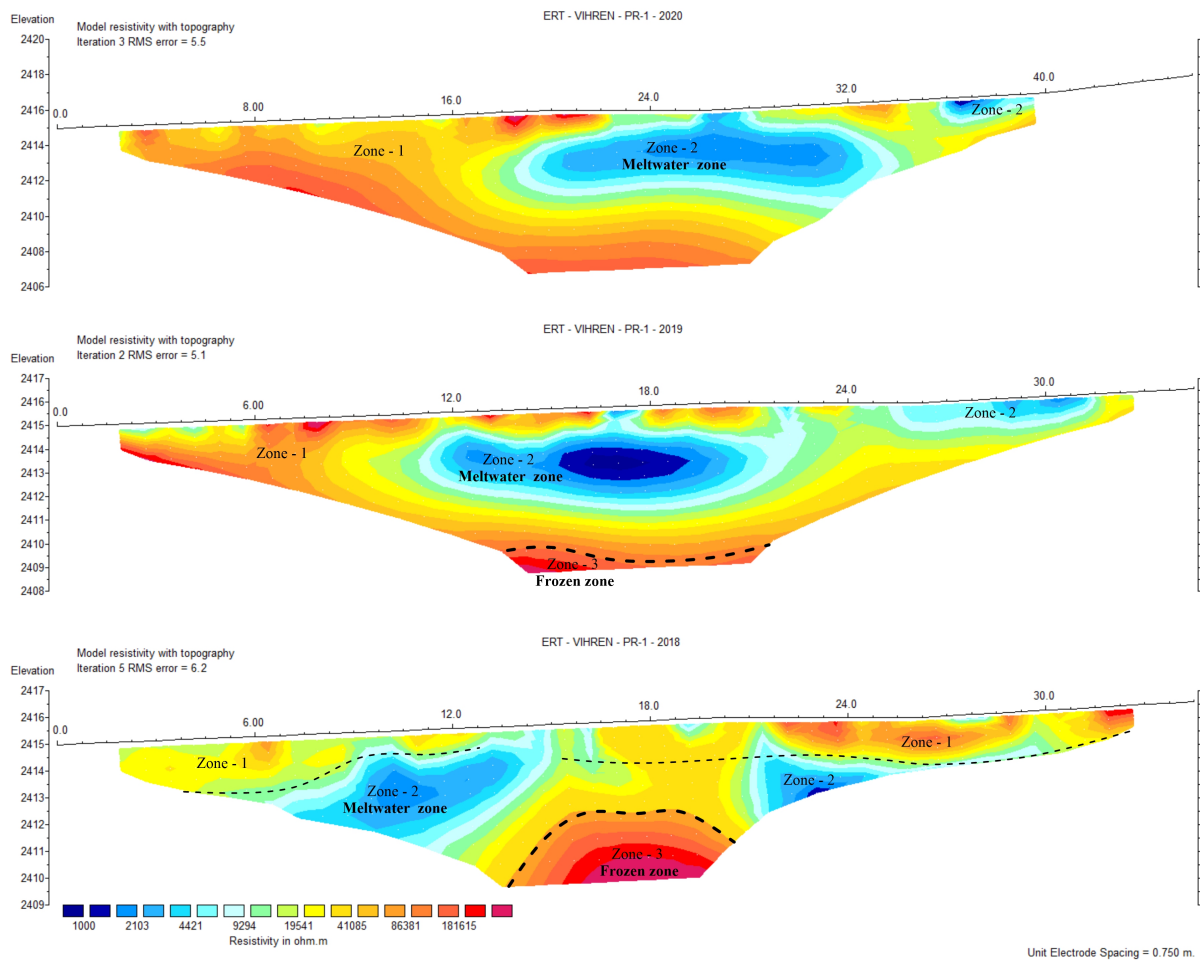 ERT - VIHREN - PR-1 - 2020
Elevation
Model resistivity with topography
Iteration 3 RMS error = 5.5
2420
2418
2416
2414
2412
2410
2408
2406
0.0
8.00
16.0
24.0
32.0
40.0
Zone - 1
Zone - 2
Meltwater zone
Zone - 2
ERT - VIHREN - PR-1 - 2019
Model resistivity with topography
Iteration 2 RMS error = 5.1
Elevation
2417
2416
2415
2414
2413
2412
2411
2410
2409
2408
0.0
6.00
12.0
18.0
24.0
30.0
Zone - 1
Zone - 2
Meltwater zone
Zone - 2
Zone - 3
Frozen zone
ERT - VIHREN - PR-1 - 2018
Model resistivity with topography
Iteration 5 RMS error = 6.2
Elevation
2417
2416
2415
2414
2413
2412
2411
2410
2409
0.0
6.00
12.0
18.0
24.0
30.0
Zone - 1
Zone - 2
Meltwater zone
Zone - 1
Zone - 2
Zone - 3
Frozen zone
1000 2103 4421 9294 19541 41085 86381 181615
Resistivity in ohm.m
Unit Electrode Spacing = 0.750 m.